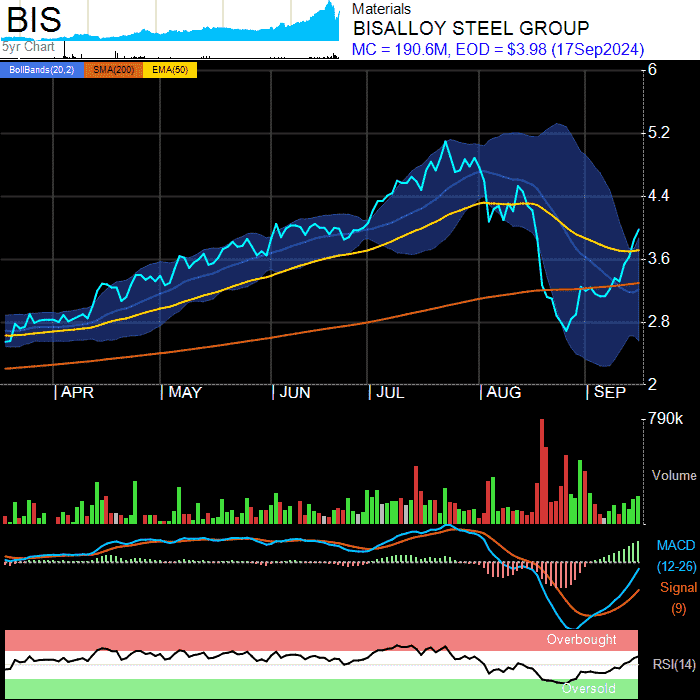 BIS
5yr Chart
Materials
BISALLOY STEEL GROUP
MC = 190.6M, EOD = $3.98 (17Sep2024)
BollBands(20,2) SMA(200) EMA(50)
6
5.2
4.4
3.6
2.8
2
APR MAY JUN JUL AUG SEP
790k
Volume
MACD
(12-26)
Signal
(9)
Overbought
RSI(14)
Oversold